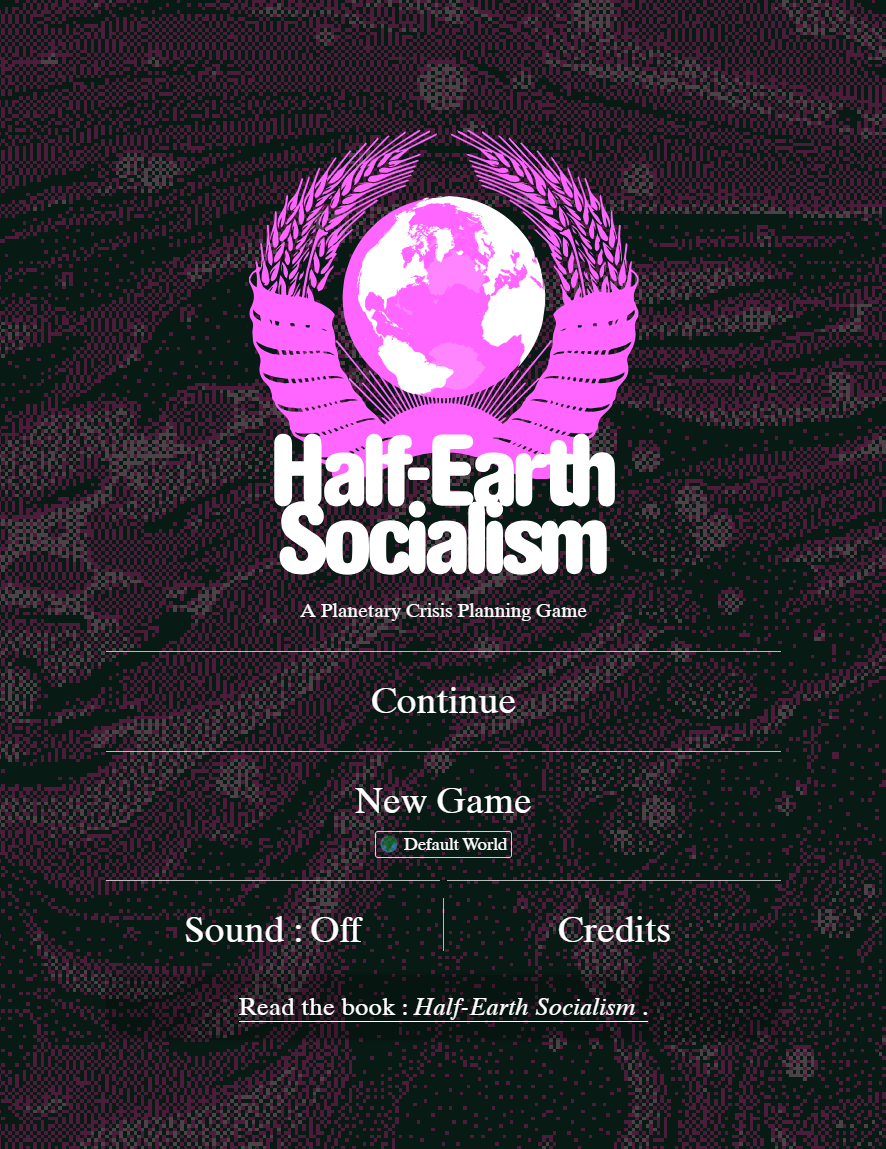 Half-Earth
Socialism
A Planetary Crisis Planning Game
Continue
New Game
Default World
Sound : Off
Credits
Read the book : Half-Earth Socialism .